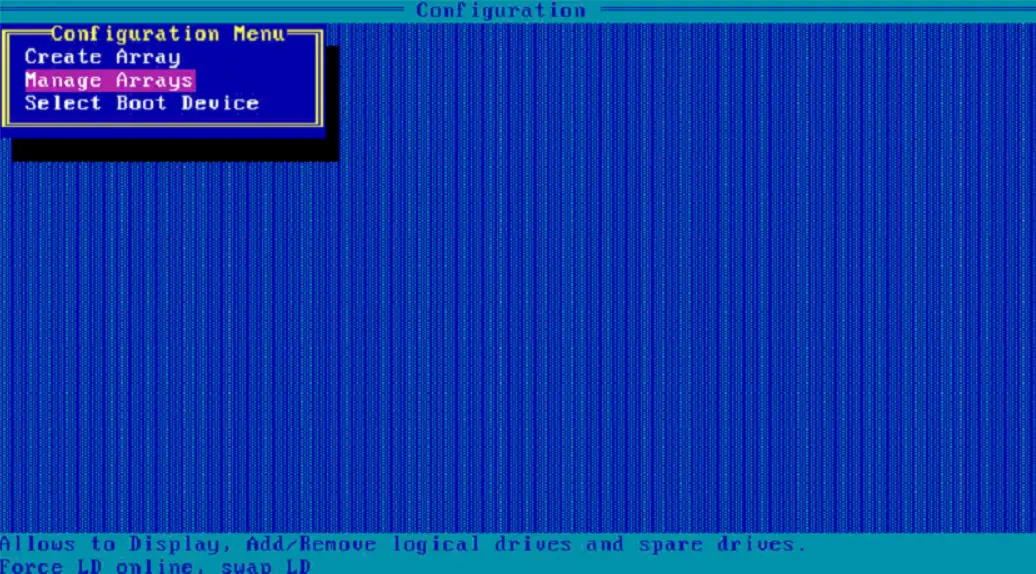 Configuration
Configuration Menu
Create Array
Manage Arrays
Select Boot Device
Allows to Display, Add/Remove logical drives and spare drives.
Force LD online, swap LD